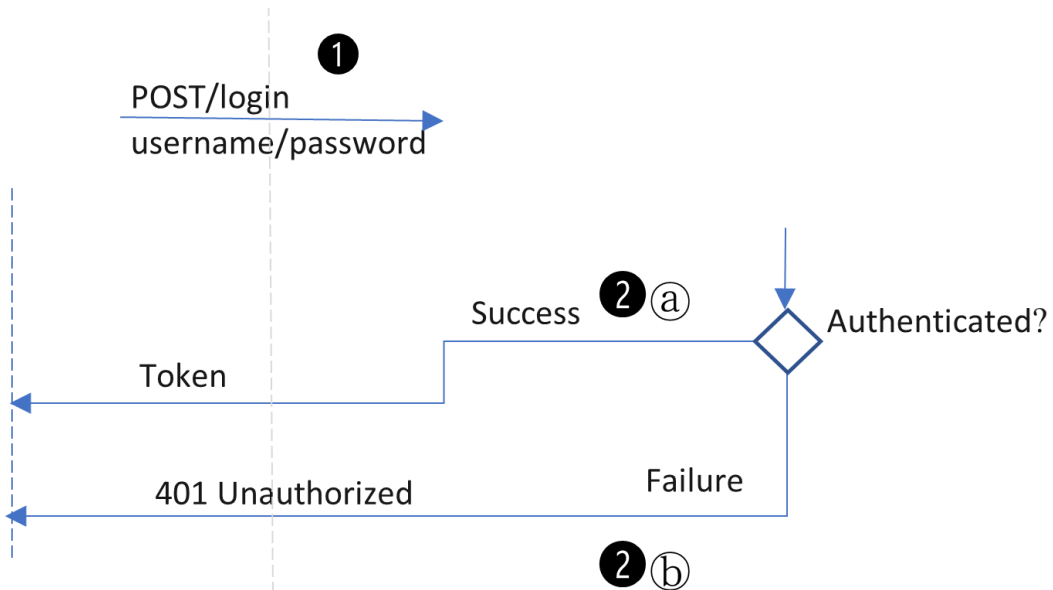 ❶
POST/login
username/password
❷ⓐ
Success
Authenticated?
Token
Failure
401 Unauthorized
❷ⓑ